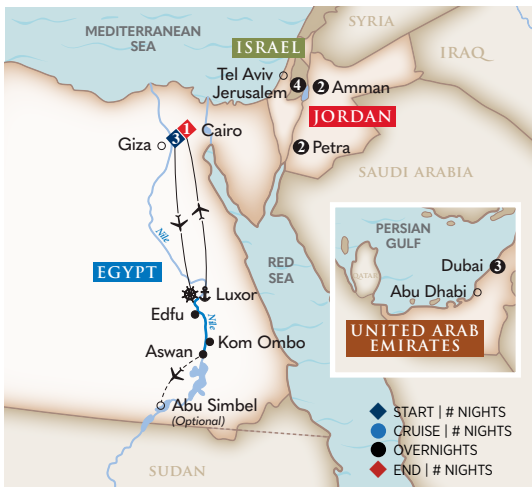 MEDITERRANEAN
SEA
SYRIA
ISRAEL
IRAQ
Tel Aviv
Jerusalem
4
2
Amman
JORDAN
3
1
Cairo
Giza
2
Petra
SAUDI ARABIA
Nile
PERSIAN
GULF
QATAR
Dubai
3
Abu Dhabi
UNITED ARAB
EMIRATES
RED
SEA
EGYPT
Luxor
Edfu
Nile
Kom Ombo
Aswan
Abu Simbel
(Optional)
SUDAN
START | # NIGHTS
CRUISE | # NIGHTS
OVERNIGHTS
END | # NIGHTS